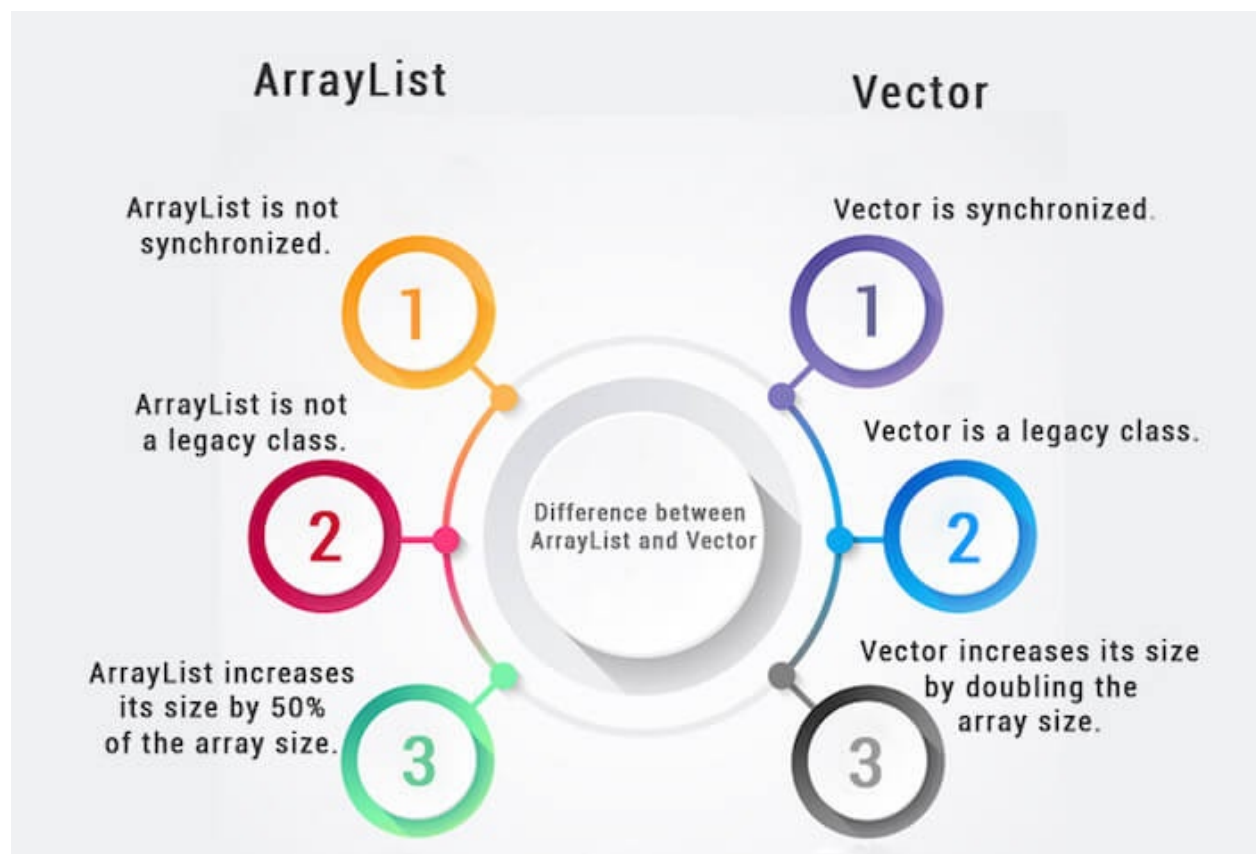 ArrayList
Vector
ArrayList is not
synchronized.
1
Vector is synchronized.
1
ArrayList is not
a legacy class.
2
Vector is a legacy class.
2
Difference between
ArrayList and Vector
ArrayList increases
its size by 50%
of the array size.
3
Vector increases its size
by doubling the
array size.
3